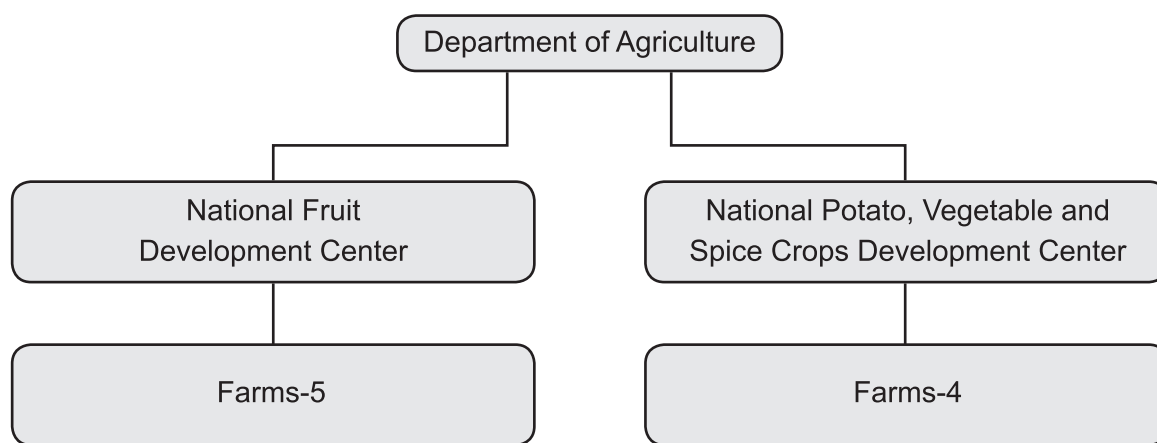 Department of Agriculture
National Fruit
Development Center
National Potato, Vegetable and
Spice Crops Development Center
Farms-5
Farms-4